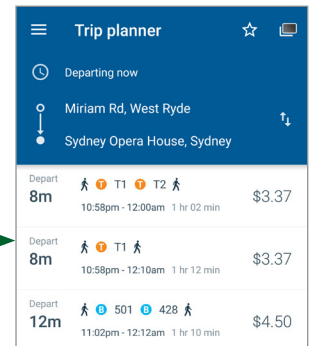 Trip planner
Departing now
Miriam Rd, West Ryde
Sydney Opera House, Sydney
Depart
8m
T T1 T T2
$3.37
10:58pm - 12:00am 1 hr 02 min
Depart
8m
T T1
$3.37
10:58pm - 12:10am 1 hr 12 min
Depart
12m
B 501 B 428
$4.50
11:02pm - 12:12am 1 hr 10 min